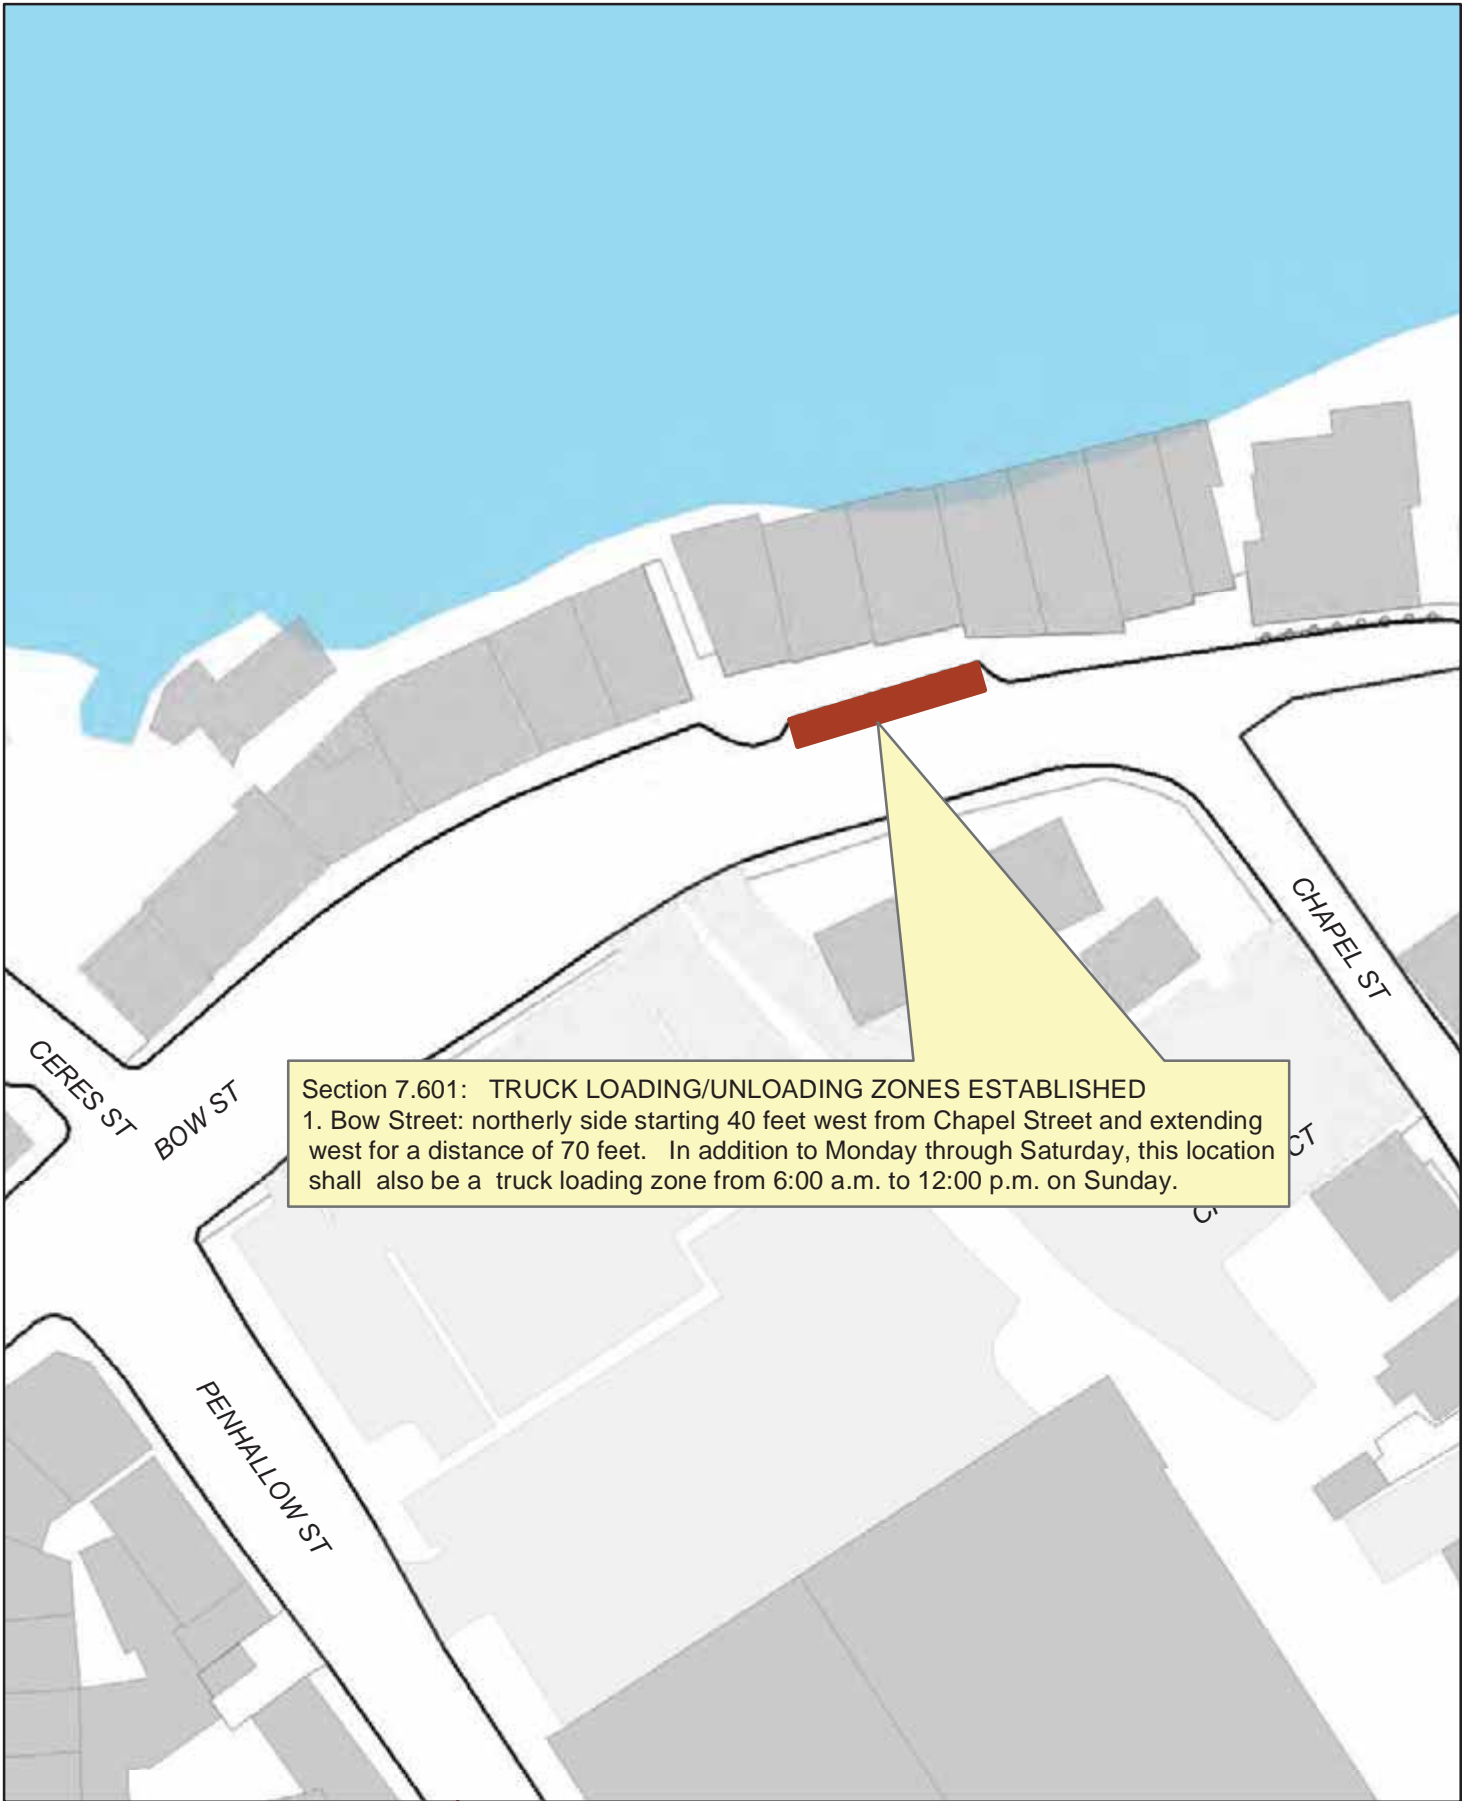 CHAPEL ST
CERES ST
BOW ST
Section 7.601: TRUCK LOADING/UNLOADING ZONES ESTABLISHED
1. Bow Street: northerly side starting 40 feet west from Chapel Street and extending
west for a distance of 70 feet. In addition to Monday through Saturday, this location
shall also be a truck loading zone from 6:00 a.m. to 12:00 p.m. on Sunday.
CT
PENHALLOW ST